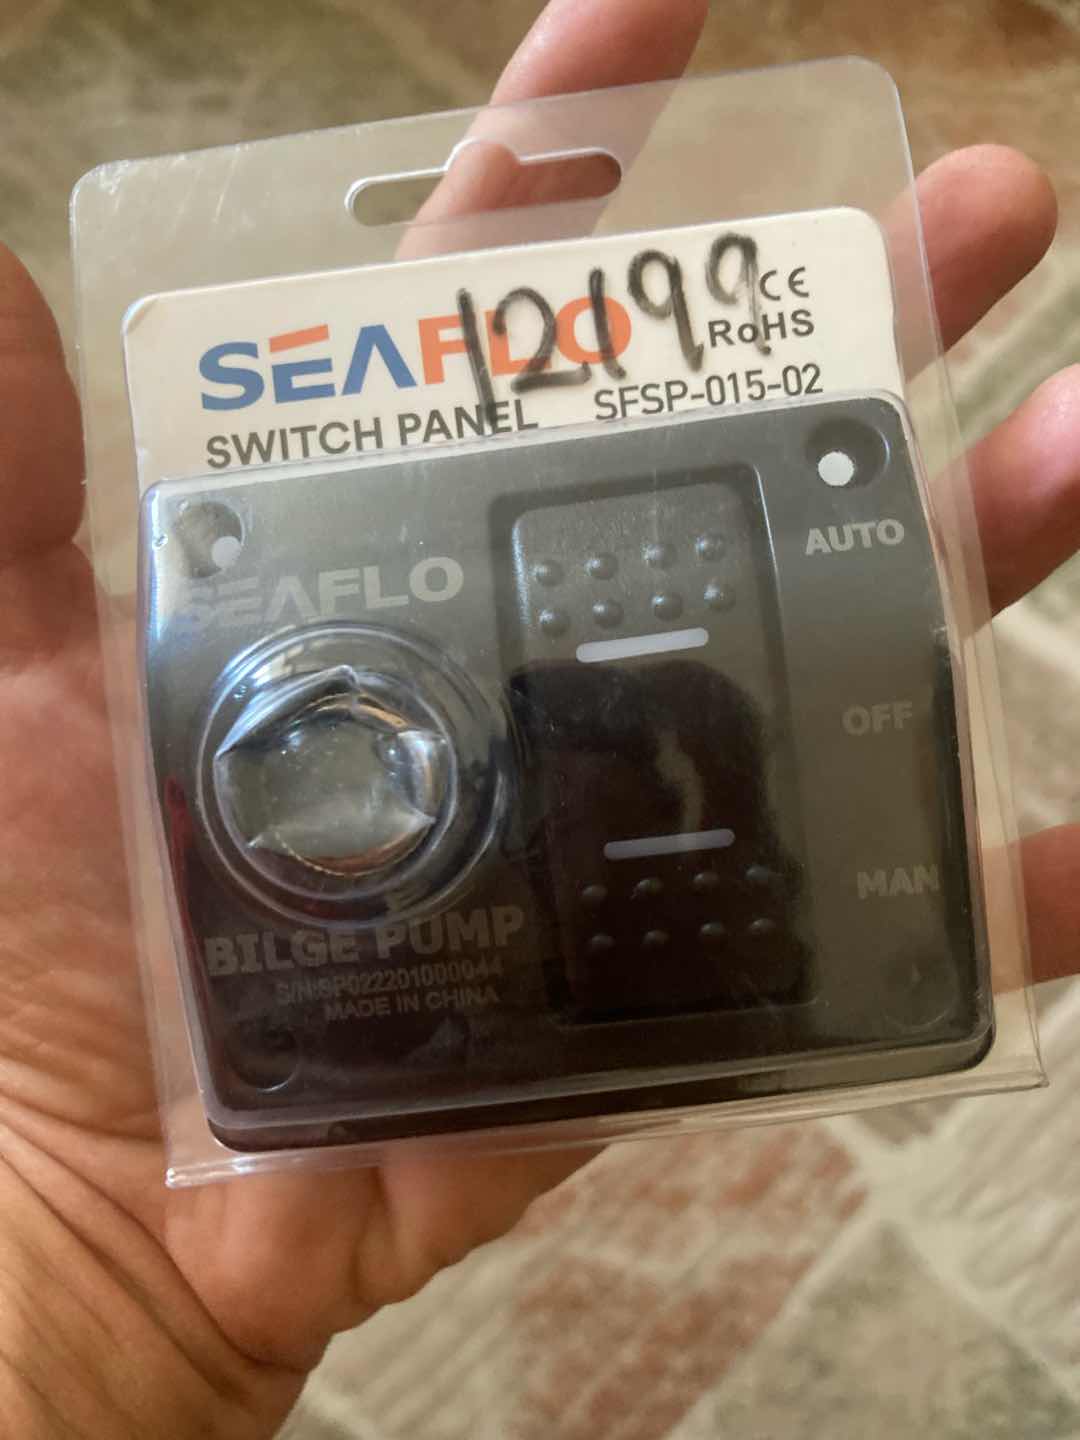 12199
CE
SEAFLO
RoHS
SWITCH PANEL
SFSP-015-02
AUTO
SEAFLO
OFF
MAN
BILGE PUMP
S/N:SP022201000044
MADE IN CHINA